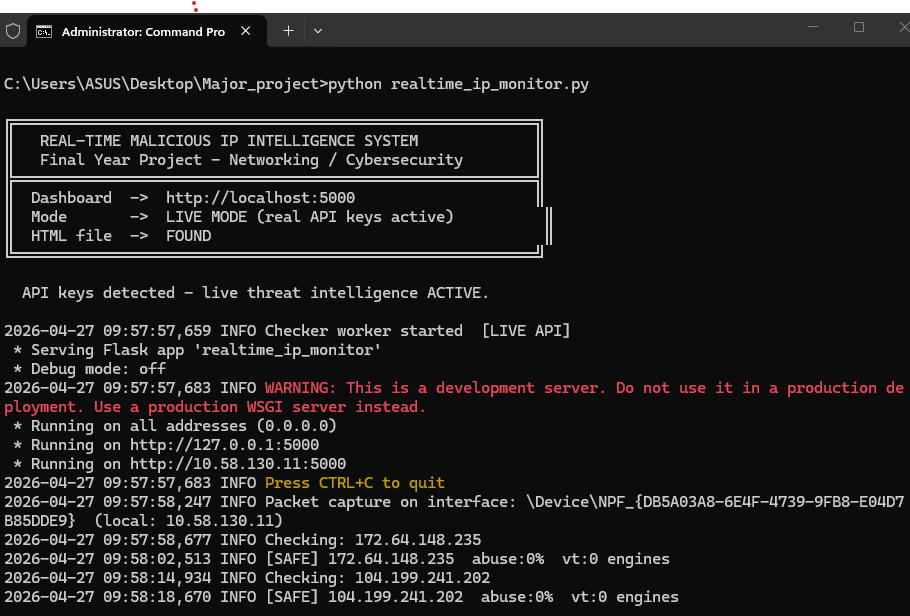 Administrator: Command Pro
C:\Users\ASUS\Desktop\Major_project>python realtime_ip_monitor.py
REAL-TIME MALICIOUS IP INTELLIGENCE SYSTEM
Final Year Project - Networking / Cybersecurity
Dashboard -> http://localhost:5000
Mode -> LIVE MODE (real API keys active)
HTML file -> FOUND
API keys detected - live threat intelligence ACTIVE.
2026-04-27 09:57:57,659 INFO Checker worker started [LIVE API]
* Serving Flask app 'realtime_ip_monitor'
* Debug mode: off
2026-04-27 09:57:57,683 INFO WARNING: This is a development server. Do not use it in a production de
ployment. Use a production WSGI server instead.
* Running on all addresses (0.0.0.0)
* Running on http://127.0.0.1:5000
* Running on http://10.58.130.11:5000
2026-04-27 09:57:57,683 INFO Press CTRL+C to quit
2026-04-27 09:57:58,247 INFO Packet capture on interface: \Device\NPF_{DB5A03A8-6E4F-4739-9FB8-E04D7
B85DDE9} (local: 10.58.130.11)
2026-04-27 09:57:58,677 INFO Checking: 172.64.148.235
2026-04-27 09:58:02,513 INFO [SAFE] 172.64.148.235 abuse:0% vt:0 engines
2026-04-27 09:58:14,934 INFO Checking: 104.199.241.202
2026-04-27 09:58:18,670 INFO [SAFE] 104.199.241.202 abuse:0% vt:0 engines